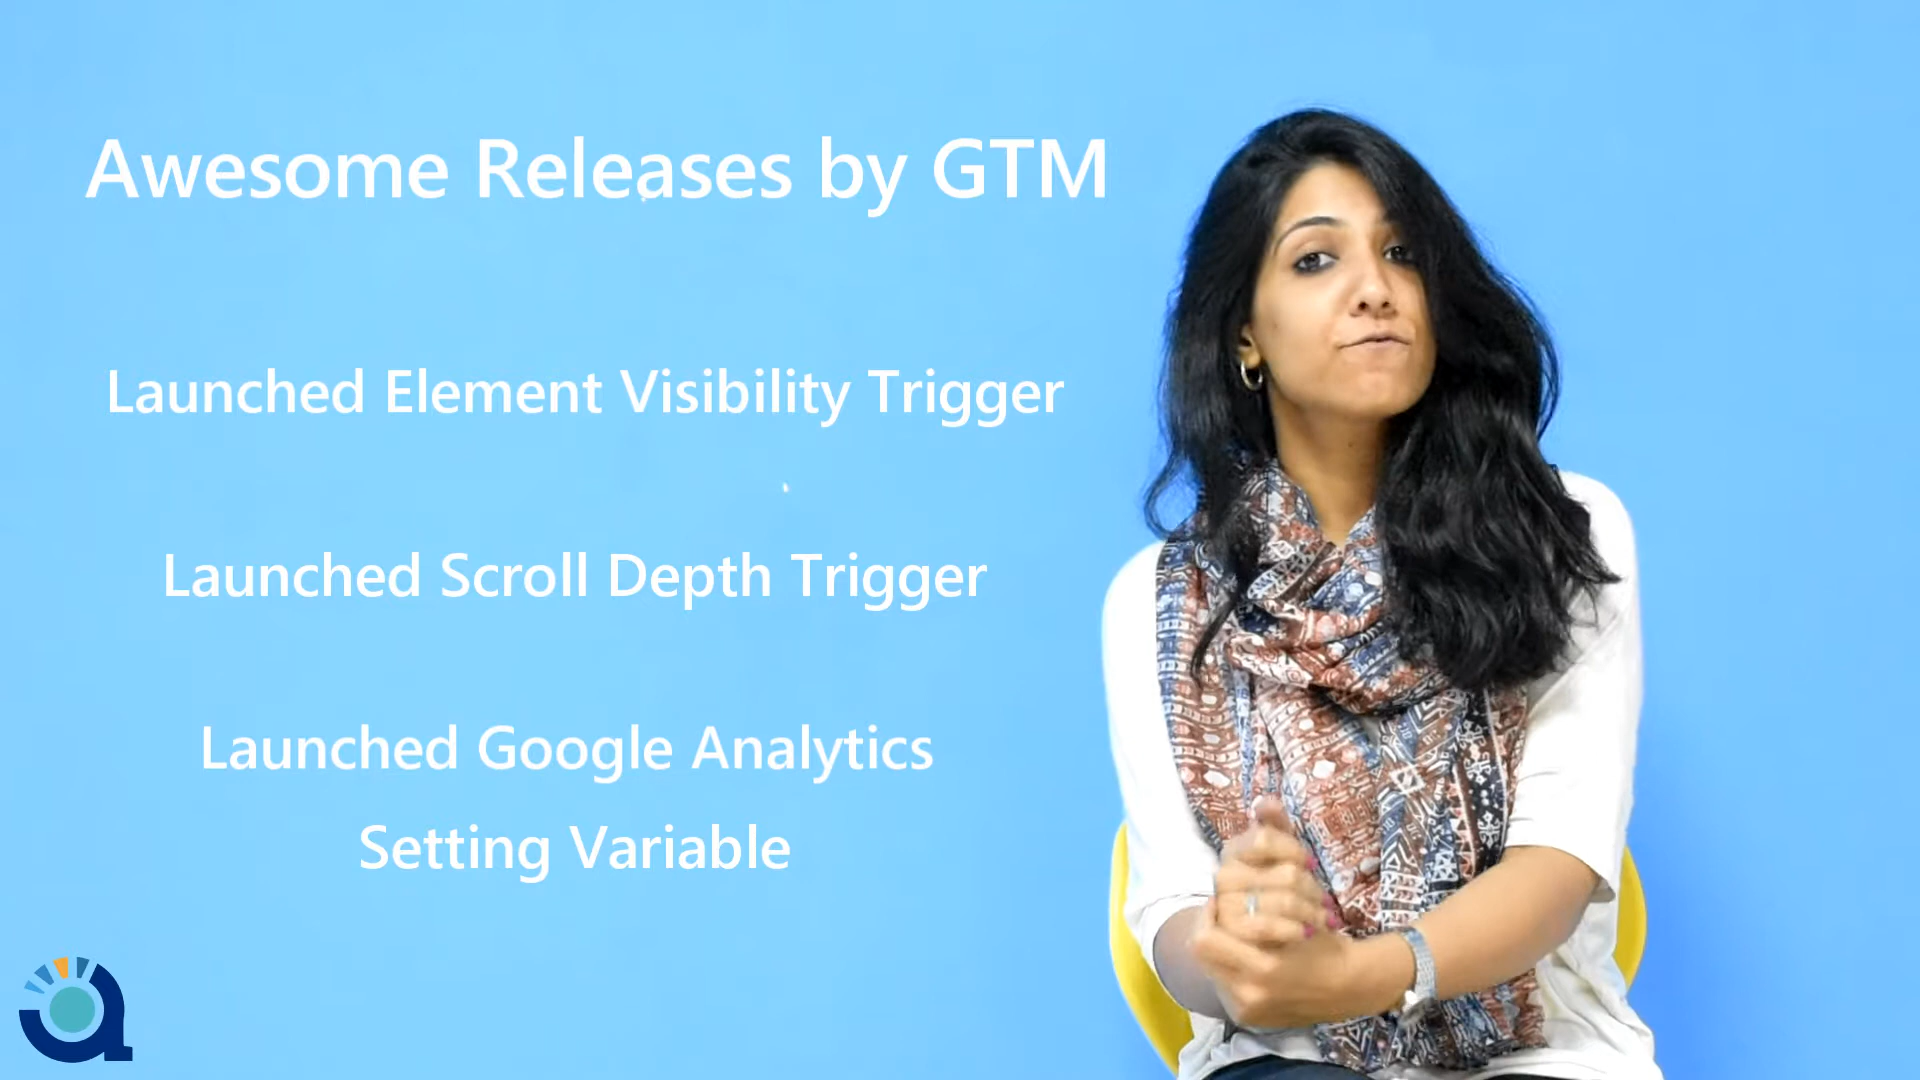 Awesome Releases by GTM
Launched Element Visibility Trigger
Launched Scroll Depth Trigger
Launched Google Analytics
Setting Variable